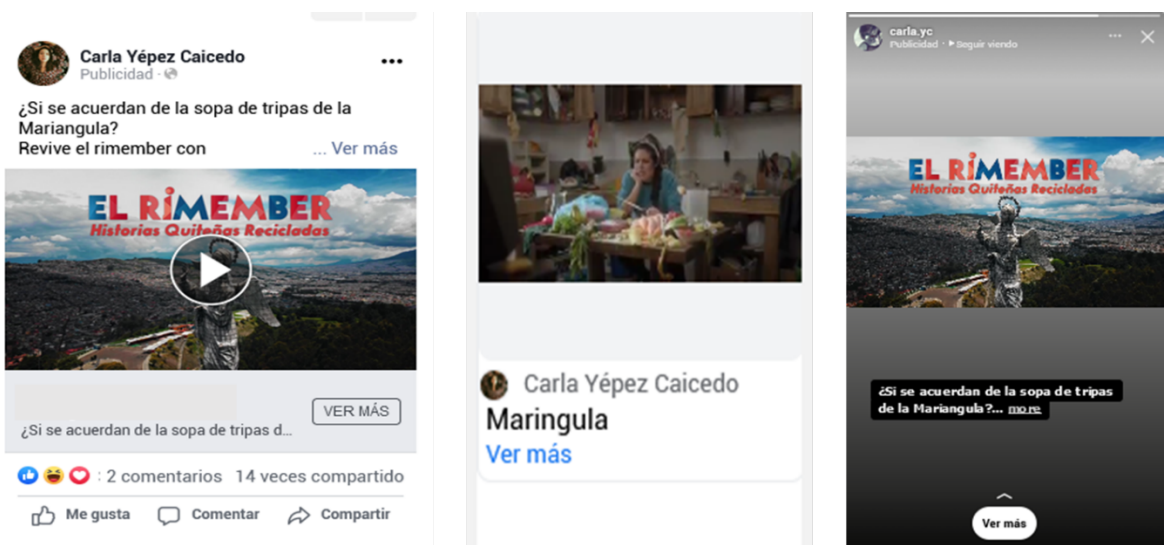 Carla Yépez Caicedo
Publicidad ·
¿Si se acuerdan de la sopa de tripas de la
Mariangula?
Revive el rimember con
... Ver más
EL RIMEMBER
Historias Quiteñas Recicladas
VER MÁS
¿Si se acuerdan de la sopa de tripas d...
: 2 comentarios 14 veces compartido
Me gusta Comentar Compartir
Carla Yépez Caicedo
Maringula
Ver más
carla.yc
Publicidad · Seguir viendo
EL RIMEMBER
Historias Quiteñas Recicladas
¿Si se acuerdan de la sopa de tripas
de la Mariangula?... more
Ver más